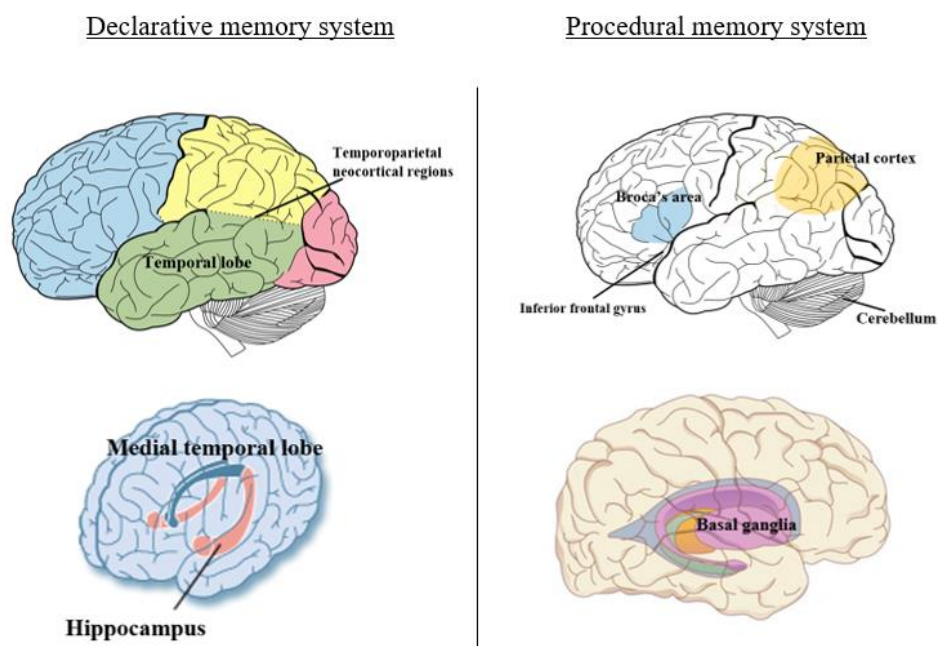 Declarative memory system
Temporoparietal
neocortical regions
Temporal lobe
Medial temporal lobe
Hippocampus
Procedural memory system
Parietal cortex
Broca's area
Inferior frontal gyrus
Cerebellum
Basal ganglia